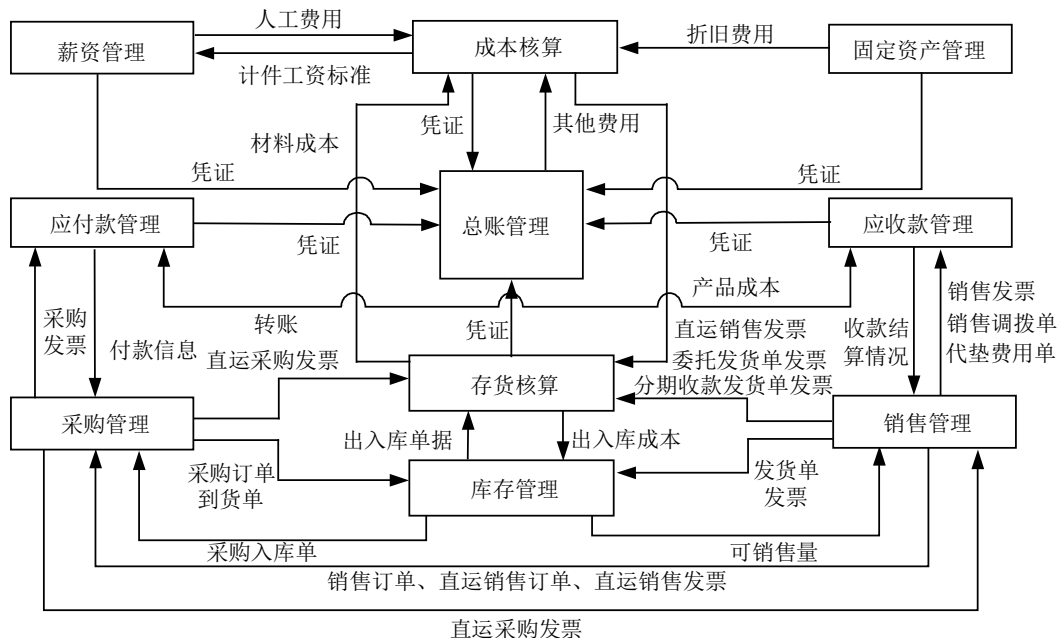 人工费用
薪资管理
成本核算
折旧费用
固定资产管理
计件工资标准
材料成本
凭证
其他费用
凭证
凭证
应付款管理
总账管理
应收款管理
凭证
凭证
产品成本
转账
采购
发票
付款信息
直运采购发票
凭证
直运销售发票
委托发货单发票
分期收款发货单发票
收款结
算情况
销售发票
销售调拨单
代垫费用单
存货核算
采购管理
销售管理
出入库单据
出入库成本
采购订单
到货单
库存管理
发货单
发票
采购入库单
可销售量
销售订单、直运销售订单、直运销售发票
直运采购发票